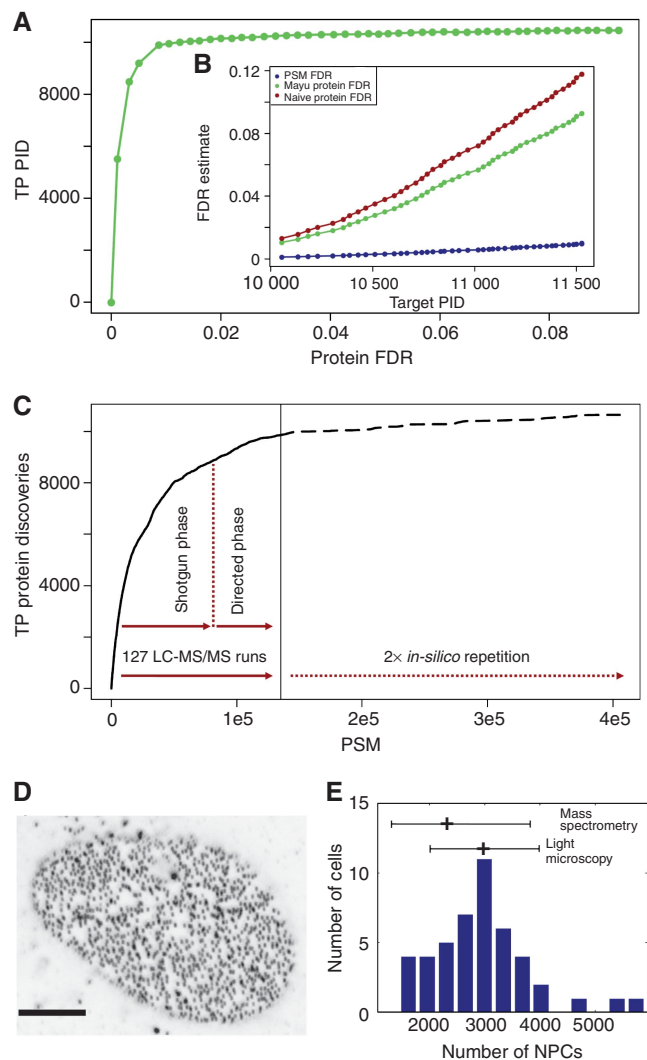 A
TP PID
8000
4000
0
0
0.02
0.04
0.06
0.08
Protein FDR
B
PSM FDR
Mayu protein FDR
Naive protein FDR
FDR estimate
0.12
0.08
0.04
0
10 000
10 500
11 000
11 500
Target PID
C
TP protein discoveries
8000
4000
0
Shotgun phase
Directed phase
127 LC-MS/MS runs
2× in-silico repetition
0
1e5
2e5
3e5
4e5
PSM
D
E
Number of cells
15
10
5
0
Mass
spectrometry
Light
microscopy
2000
3000
4000
5000
Number of NPCs